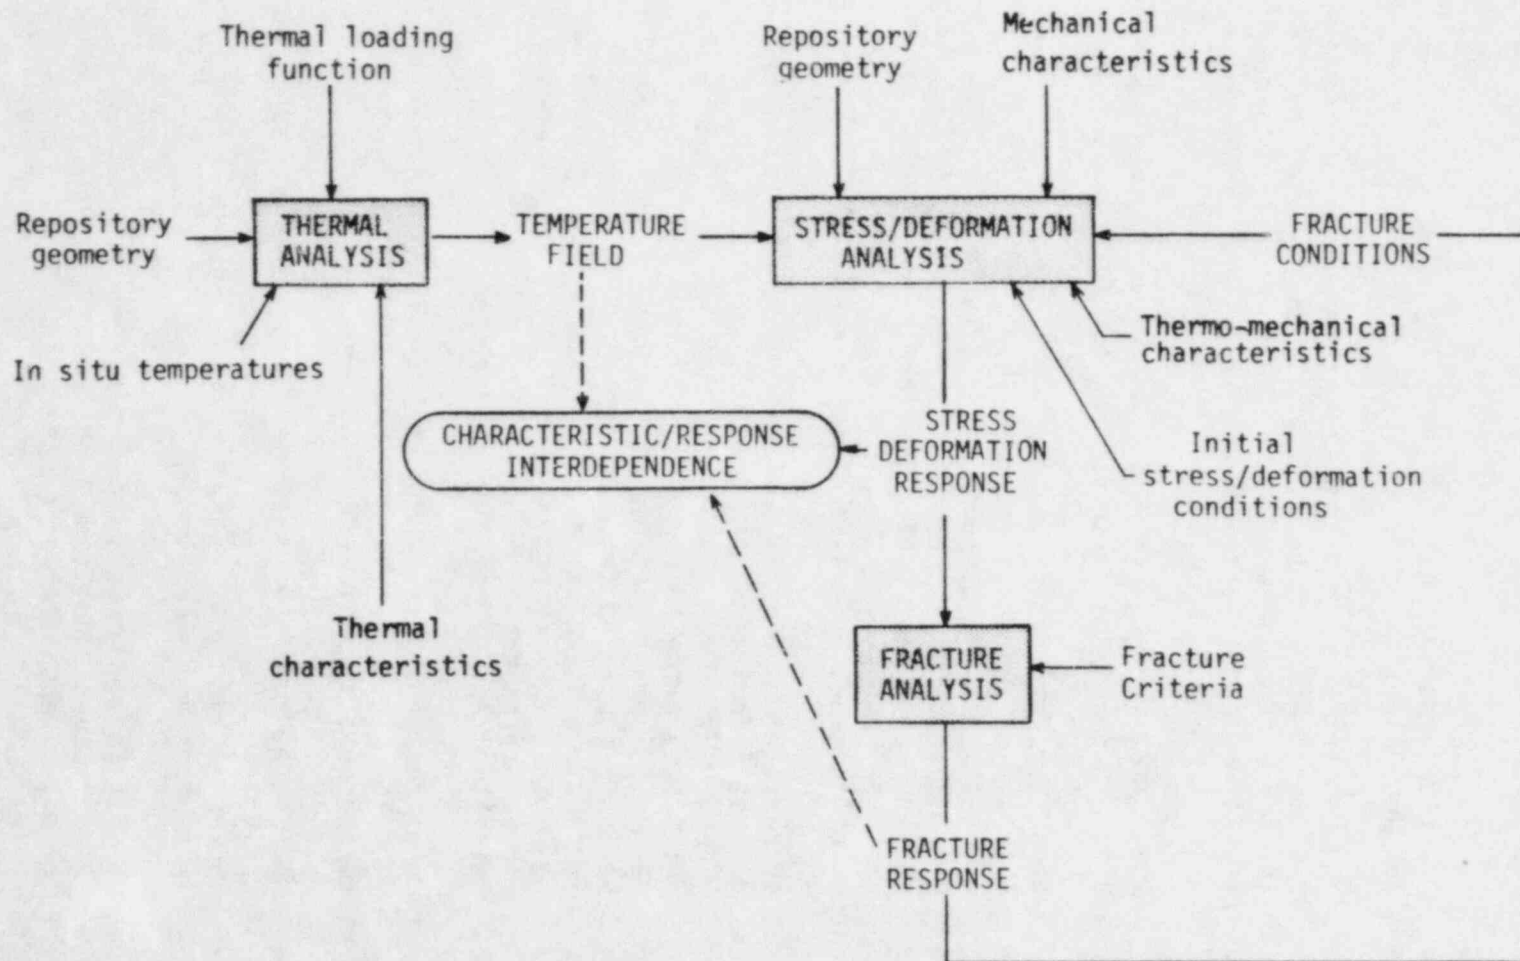 Thermal loading
function
Repository
geometry
Mechanical
characteristics
Repository
geometry
THERMAL
ANALYSIS
TEMPERATURE
FIELD
STRESS/DEFORMATION
ANALYSIS
FRACTURE
CONDITIONS
In situ temperatures
Thermo-mechanical
characteristics
CHARACTERISTIC/RESPONSE
INTERDEPENDENCE
STRESS
DEFORMATION
RESPONSE
Initial
stress/deformation
conditions
Thermal
characteristics
FRACTURE
ANALYSIS
Fracture
Criteria
FRACTURE
RESPONSE